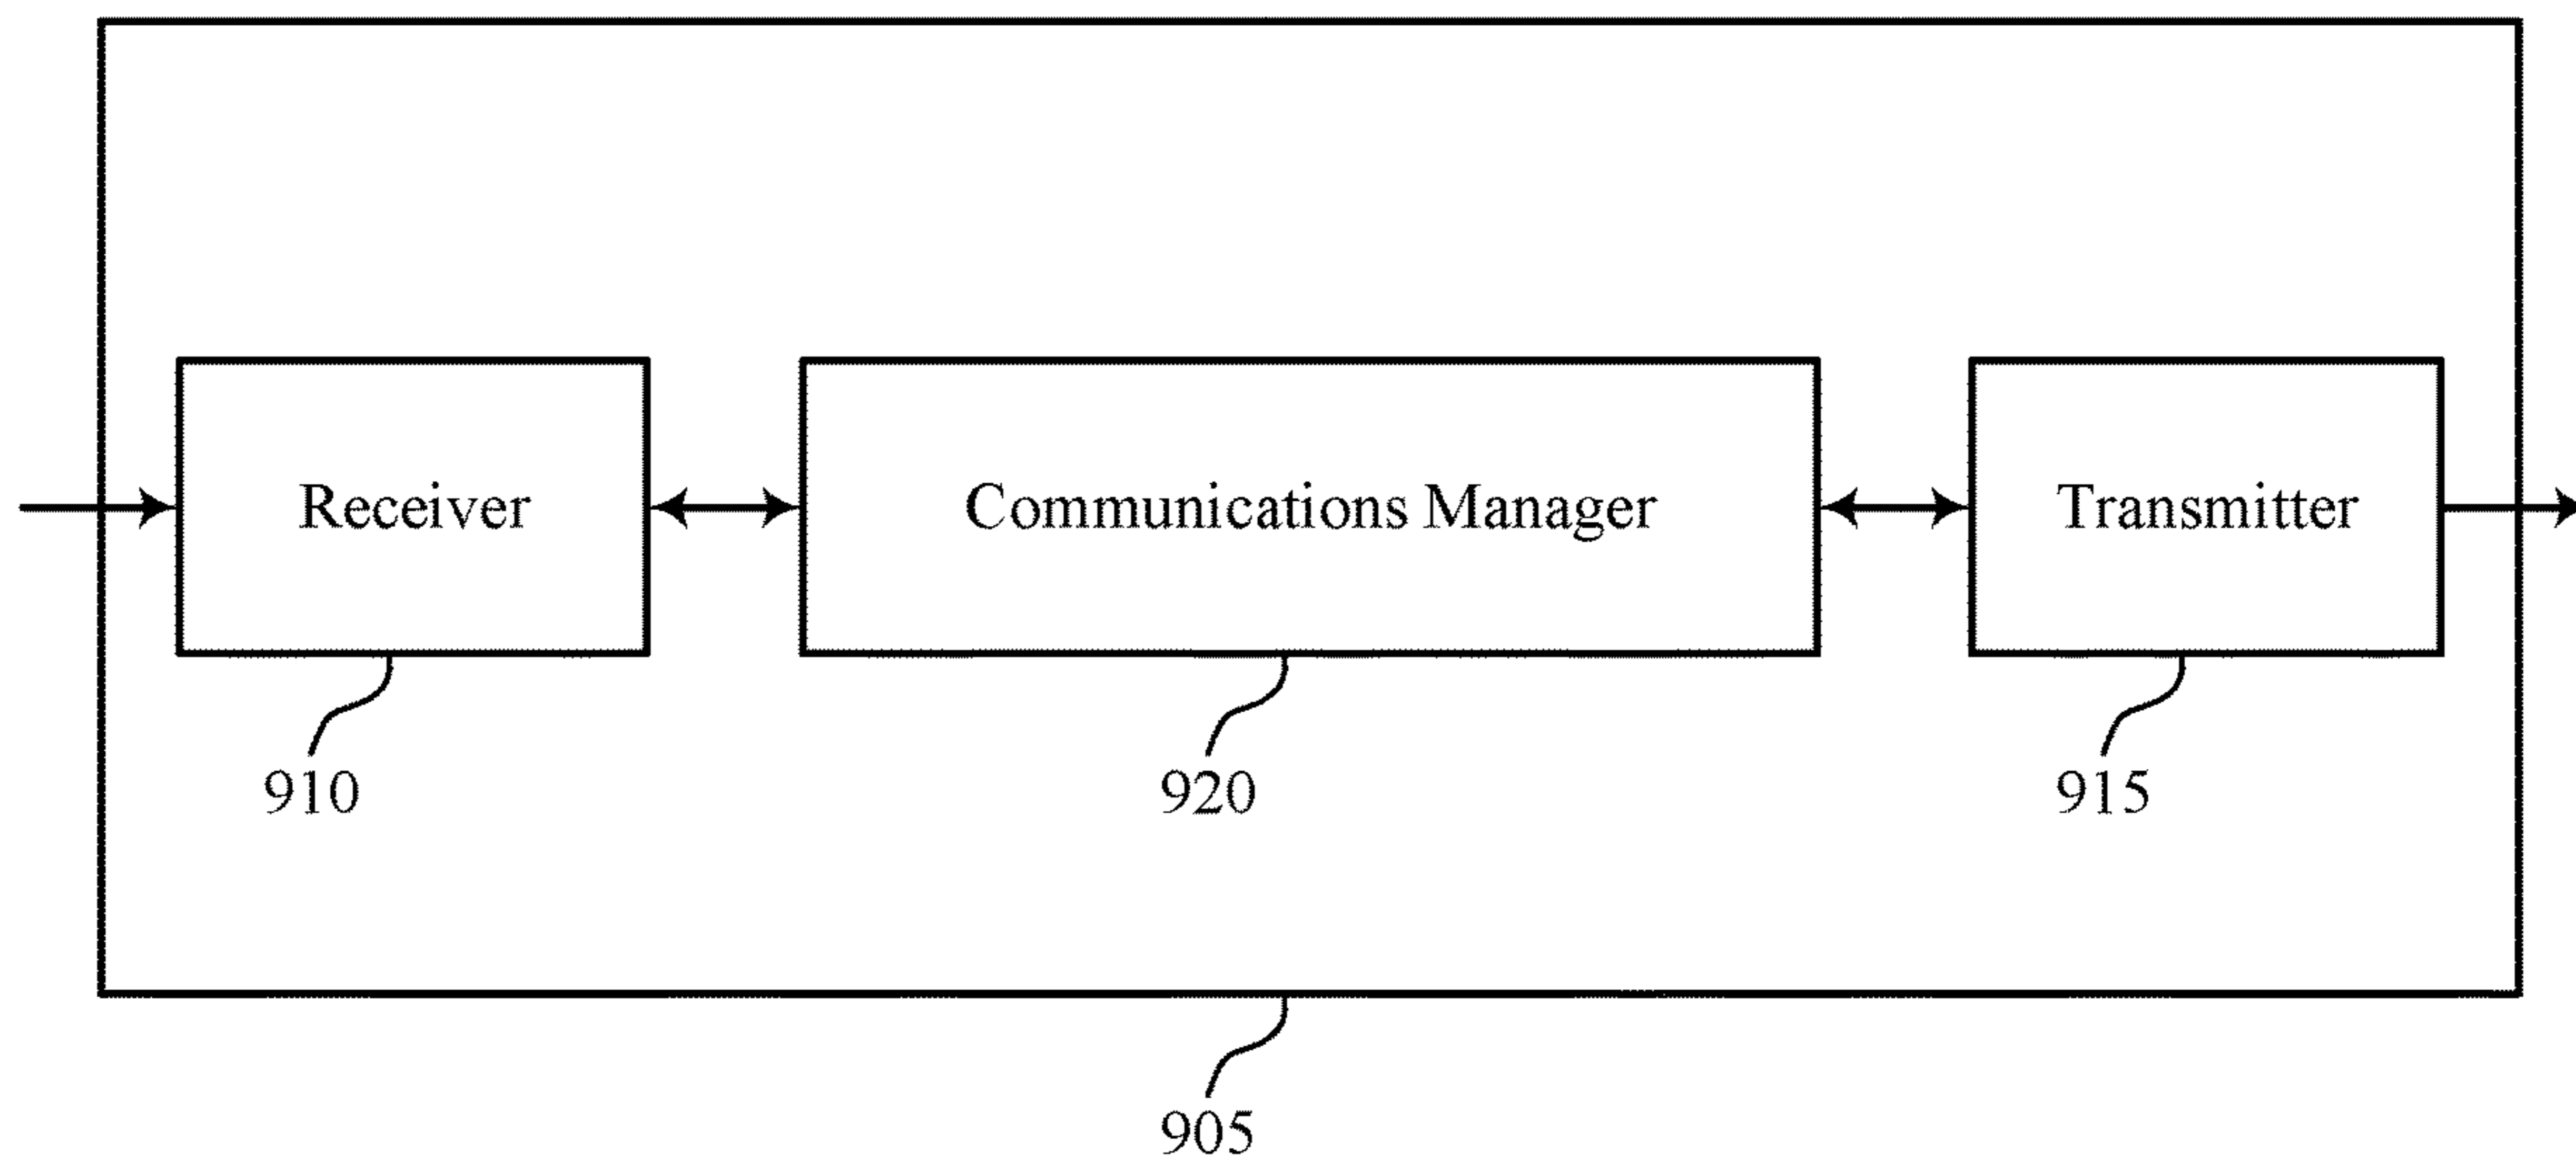 Receiver
Communications Manager
Transmitter
910
920
915
905